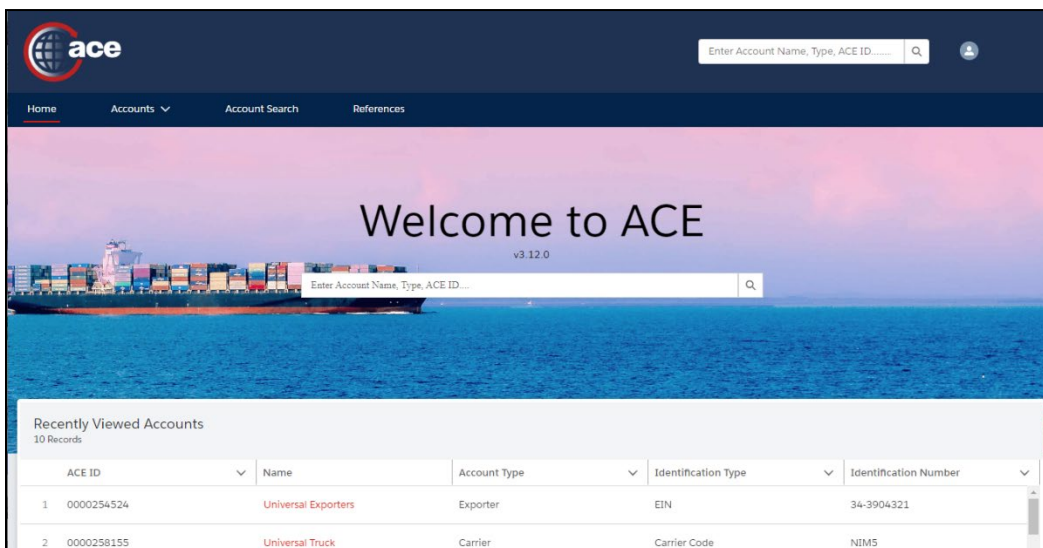 ace
Enter Account Name, Type, ACE ID........
Home Accounts Account Search References
Welcome to ACE
v3.12.0
Enter Account Name, Type, ACE ID.....
Recently Viewed Accounts
10 Records
ACE ID Name Account Type Identification Type Identification Number
1 0000254524 Universal Exporters Exporter EIN 34-3904321
2 0000258155 Universal Truck Carrier Carrier Code NIM5